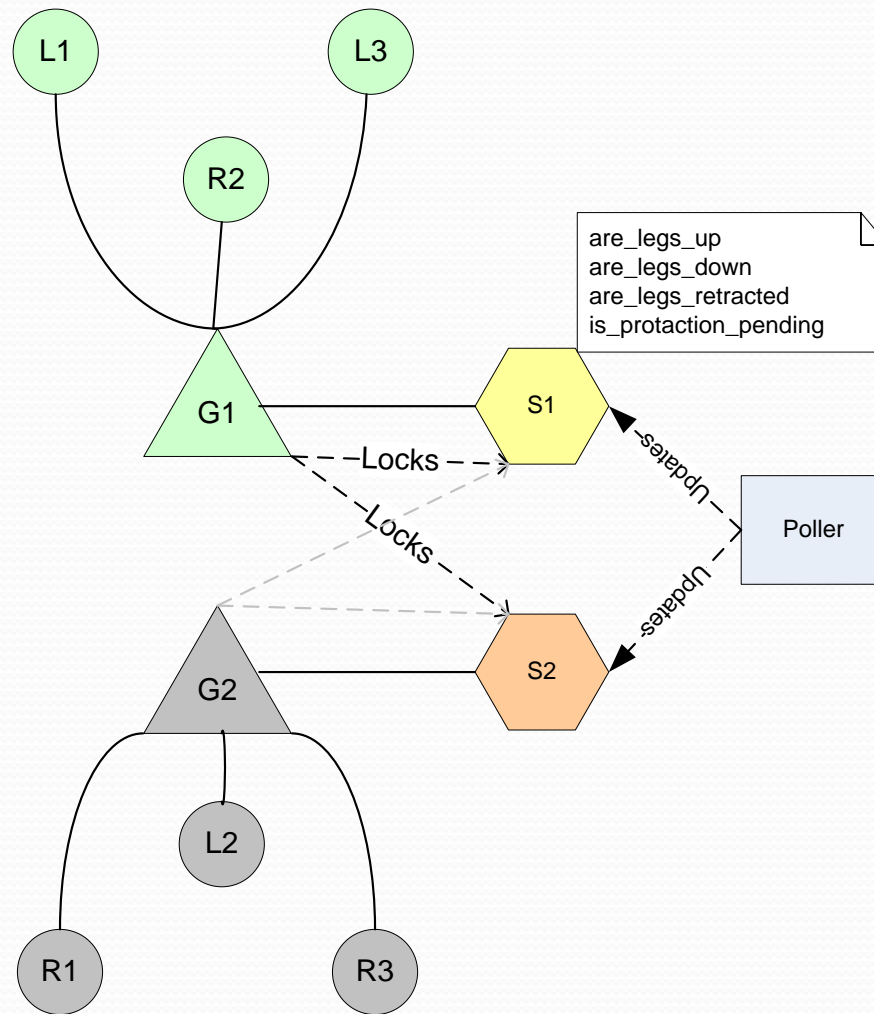 L1
L3
R2
are_legs_up
are_legs_down
are_legs_retracted
is_protaction_pending
G1
S1
Locks
Updates
Poller
Locks
Updates
G2
S2
L2
R1
R3